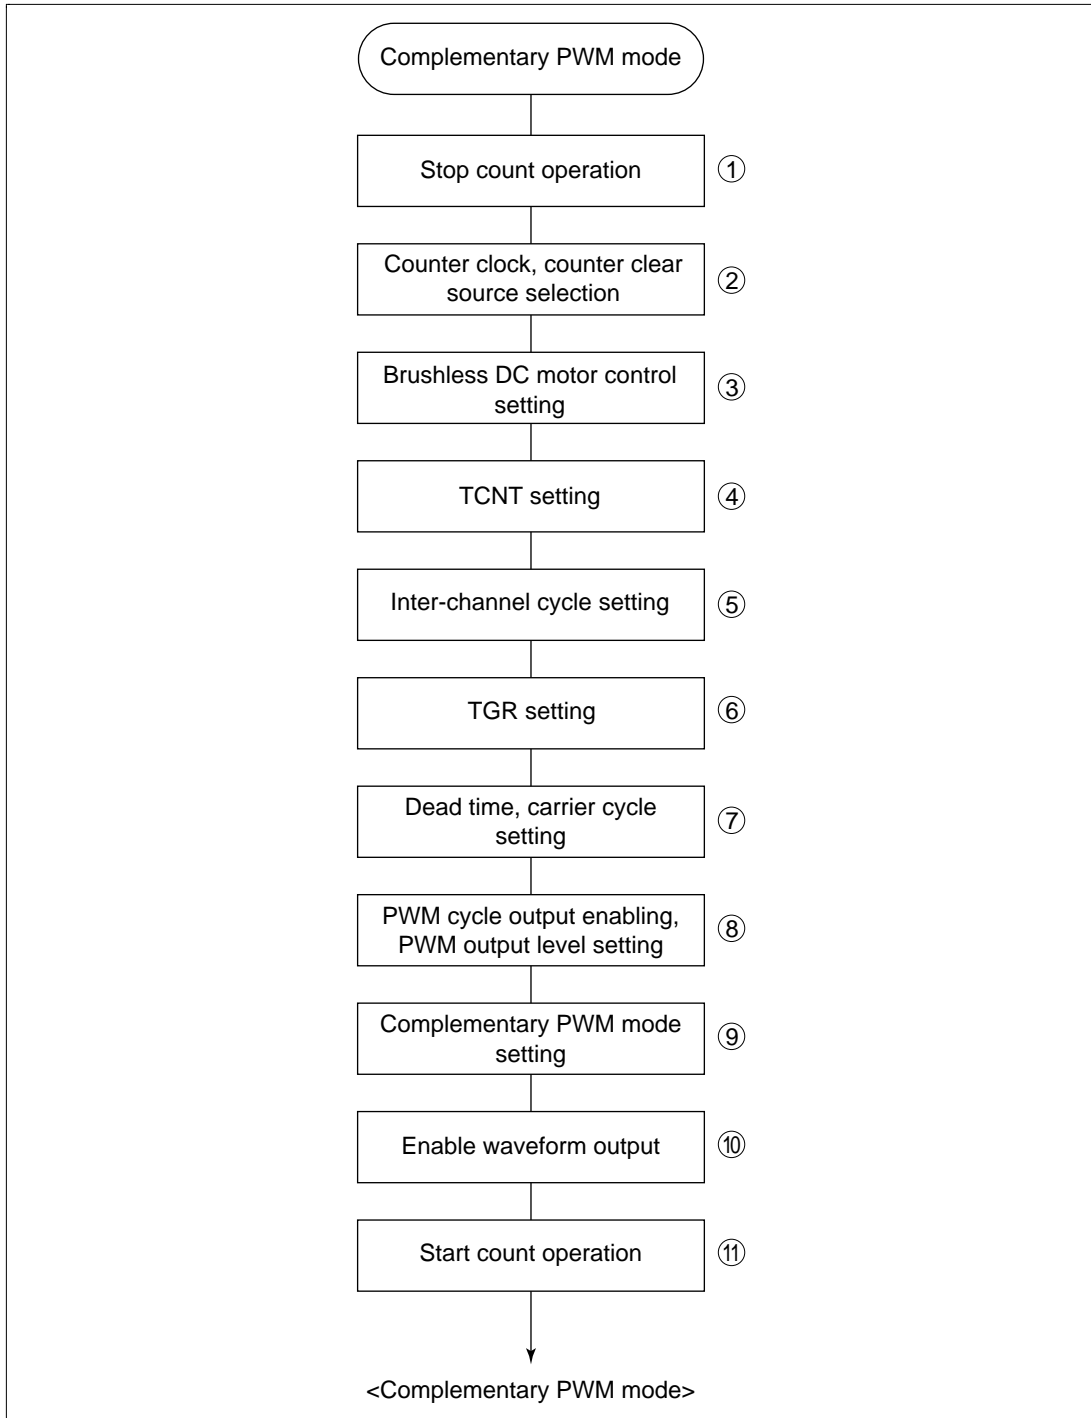 Complementary PWM mode
Stop count operation
①
Counter clock, counter clear
source selection
②
Brushless DC motor control
setting
③
TCNT setting
④
Inter-channel cycle setting
⑤
TGR setting
⑥
Dead time, carrier cycle
setting
⑦
PWM cycle output enabling,
PWM output level setting
⑧
Complementary PWM mode
setting
⑨
Enable waveform output
⑩
Start count operation
⑪
<Complementary PWM mode>